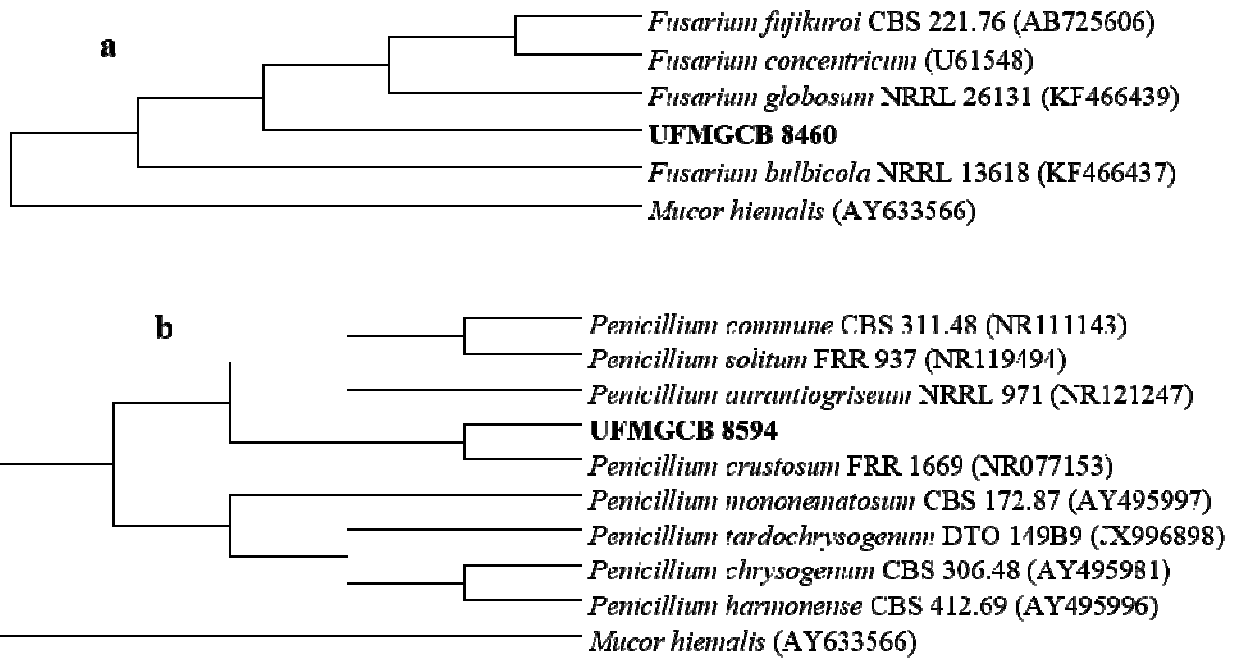 a
Fusarium fujikuroi CBS 221.76 (AB725606)
Fusarium concentricum (U61548)
Fusarium globosum NRRL 26131 (KF466439)
UFMGCB 8460
Fusarium bulbicola NRRL 13618 (KF466437)
Mucor hiemalis (AY633566)
b
Penicillium commune CBS 311.48 (NR111143)
Penicillium solitum FRR 937 (NR119494)
Penicillium aurantiogriseum NRRL 971 (NR121247)
UFMGCB 8594
Penicillium crustosum FRR 1669 (NR077153)
Penicillium mononematosum CBS 172.87 (AY495997)
Penicillium tardochrysogenum DTO 149B9 (JX996898)
Penicillium chrysogenum CBS 306.48 (AY495981)
Penicillium harmonense CBS 412.69 (AY495996)
Mucor hiemalis (AY633566)